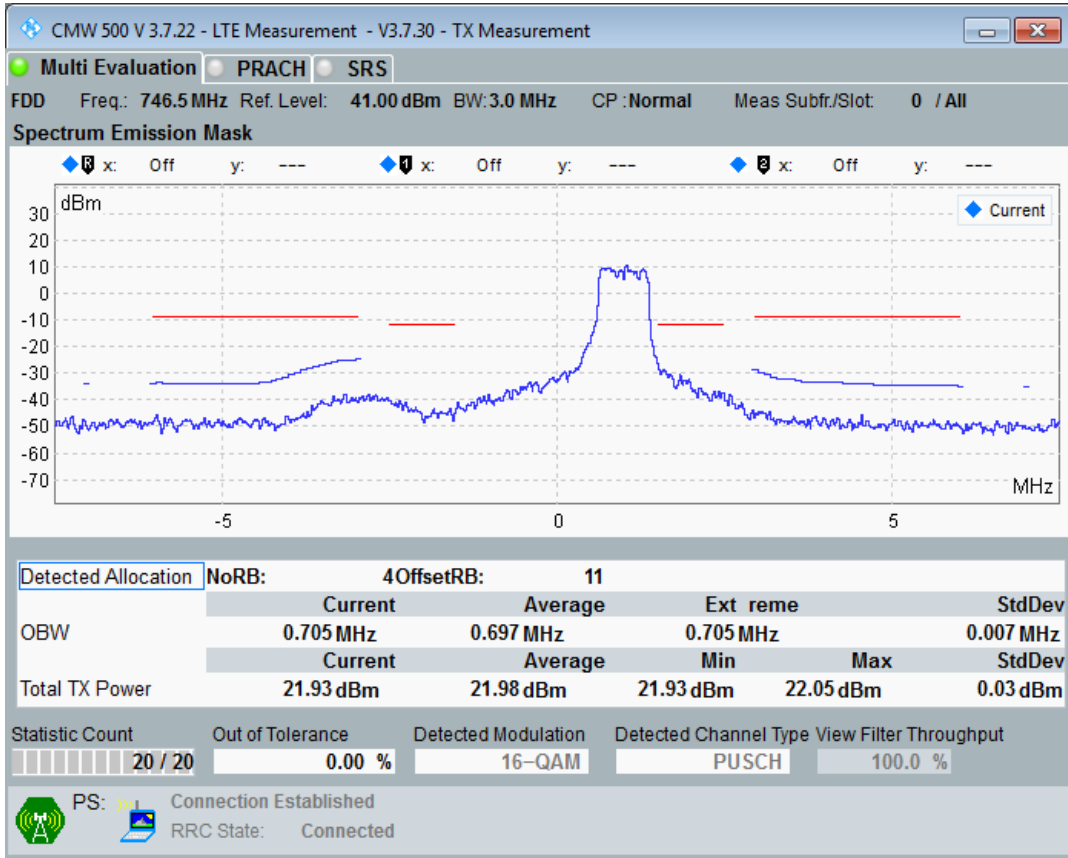 CMW 500 V 3.7.22 - LTE Measurement - V3.7.30 - TX Measurement
Multi Evaluation PRACH SRS
FDD Freq.: 746.5 MHz Ref. Level: 41.00 dBm BW: 3.0 MHz CP : Normal Meas Subfr./Slot: 0 / All
Spectrum Emission Mask
R x: Off y: --- 1 x: Off y: --- 2 x: Off y: ---
dBm
Current
30
20
10
0
-10
-20
-30
-40
-50
-60
-70
MHz
-5 0 5
Detected Allocation NoRB: 4 OffsetRB: 11
Current Average Ext reme StdDev
OBW 0.705 MHz 0.697 MHz 0.705 MHz 0.007 MHz
Current Average Min Max StdDev
Total TX Power 21.93 dBm 21.98 dBm 21.93 dBm 22.05 dBm 0.03 dBm
Statistic Count Out of Tolerance Detected Modulation Detected Channel Type View Filter Throughput
20 / 20 0.00 % 16-QAM PUSCH 100.0 %
PS: Connection Established
RRC State: Connected